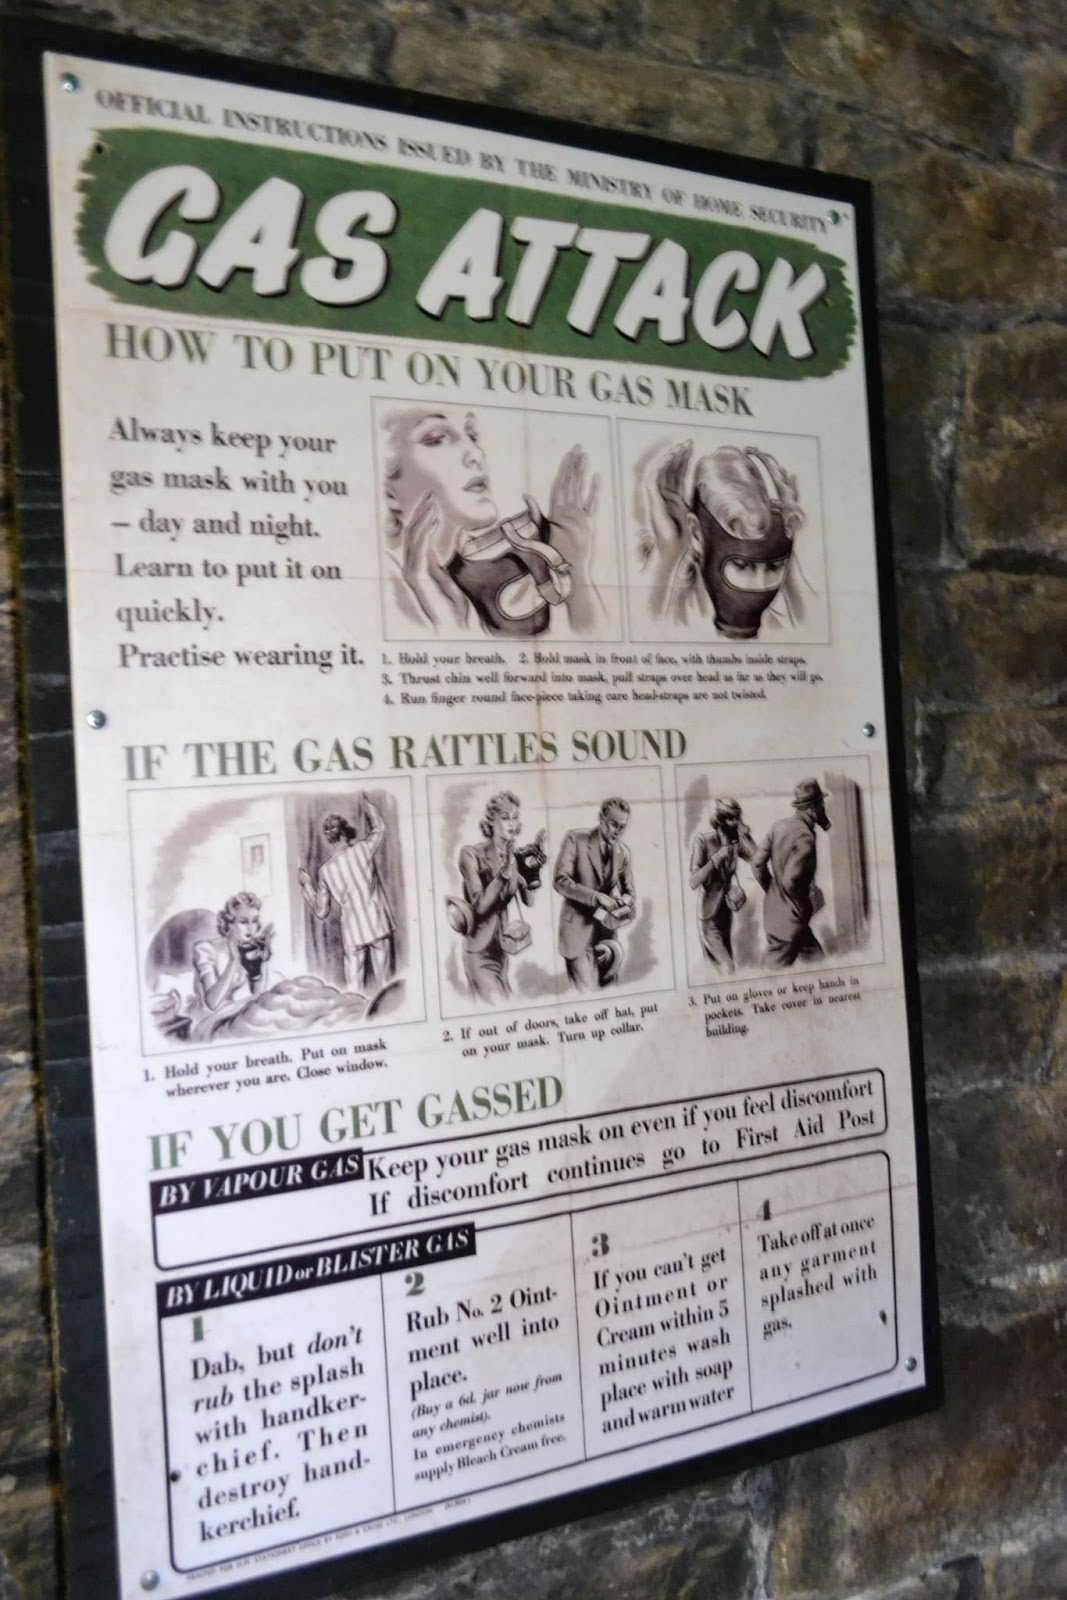 OFFICIAL INSTRUCTIONS ISSUED BY THE MINISTRY OF HOME SECURITY
GAS ATTACK
HOW TO PUT ON YOUR GAS MASK
Always keep your
gas mask with you
– day and night.
Learn to put it on
quickly.
Practise wearing it.
1. Hold your breath. 2. Hold mask in front of face, with thumbs inside straps.
3. Thrust chin well forward into mask, pull straps over head as far as they will go.
4. Run finger round face-piece taking care head-straps are not twisted.
IF THE GAS RATTLES SOUND
1. Hold your breath. Put on mask
wherever you are. Close window.
2. If out of doors, take off hat, put
on your mask. Turn up collar.
3. Put on gloves or keep hands in
pockets. Take cover in nearest
building.
IF YOU GET GASSED
BY VAPOUR GAS
Keep your gas mask on even if you feel discomfort
If discomfort continues go to First Aid Post
BY LIQUID or BLISTER GAS
1
Dab, but don't
rub the splash
with handker-
chief. Then
destroy hand-
kerchief.
2
Rub No. 2 Oint-
ment well into
place.
(Buy a 6d. jar now from
any chemist).
In emergency chemists
supply Bleach Cream free.
3
If you can't get
Ointment or
Cream within 5
minutes wash
place with soap
and warm water
4
Take off at once
any garment
splashed with
gas.
PRINTED FOR H.M. STATIONERY OFFICE BY FOSH & CROSS LTD., LONDON